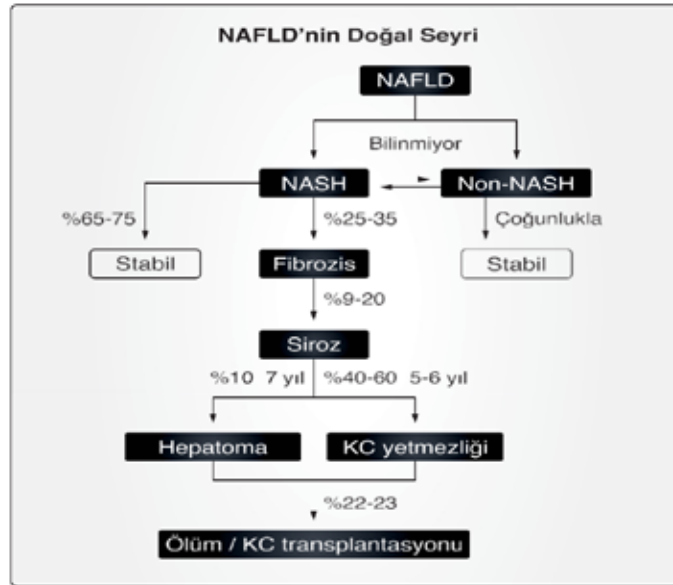 NAFLD'nin Doğal Seyri
NAFLD
Bilinmiyor
NASH
Non-NASH
%65-75
%25-35
Çoğunlukla
Stabil
Fibrozis
Stabil
%9-20
Siroz
%10 7 yıl
%40-60 5-6 yıl
Hepatoma
KC yetmezliği
%22-23
Ölüm / KC transplantasyonu